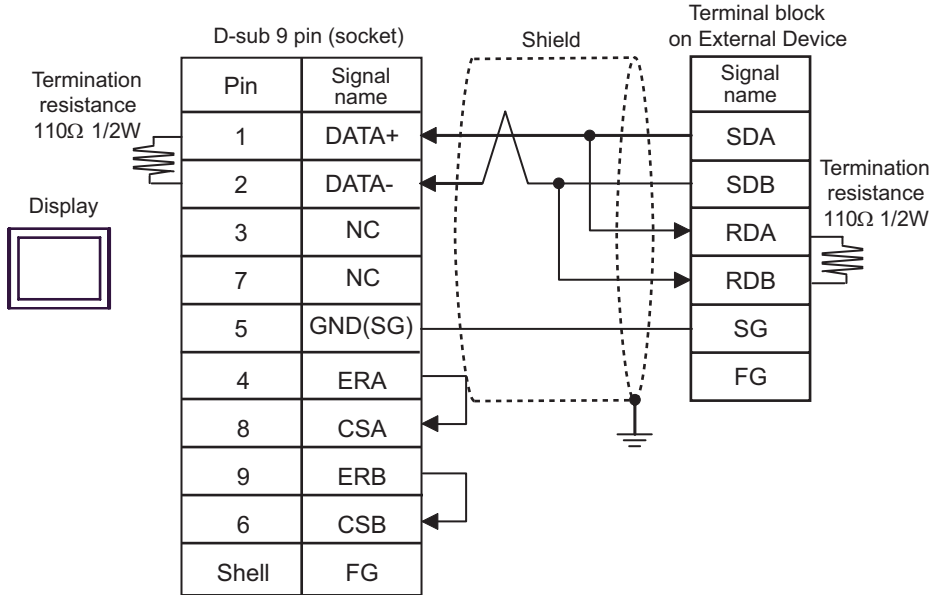 Terminal block
on External Device
D-sub 9 pin (socket)
Shield
Termination
resistance
110Ω 1/2W
Display
Pin
Signal
name
1
DATA+
2
DATA-
3
NC
7
NC
5
GND(SG)
4
ERA
8
CSA
9
ERB
6
CSB
Shell
FG
Signal
name
SDA
SDB
RDA
RDB
SG
FG
Termination
resistance
110Ω 1/2W